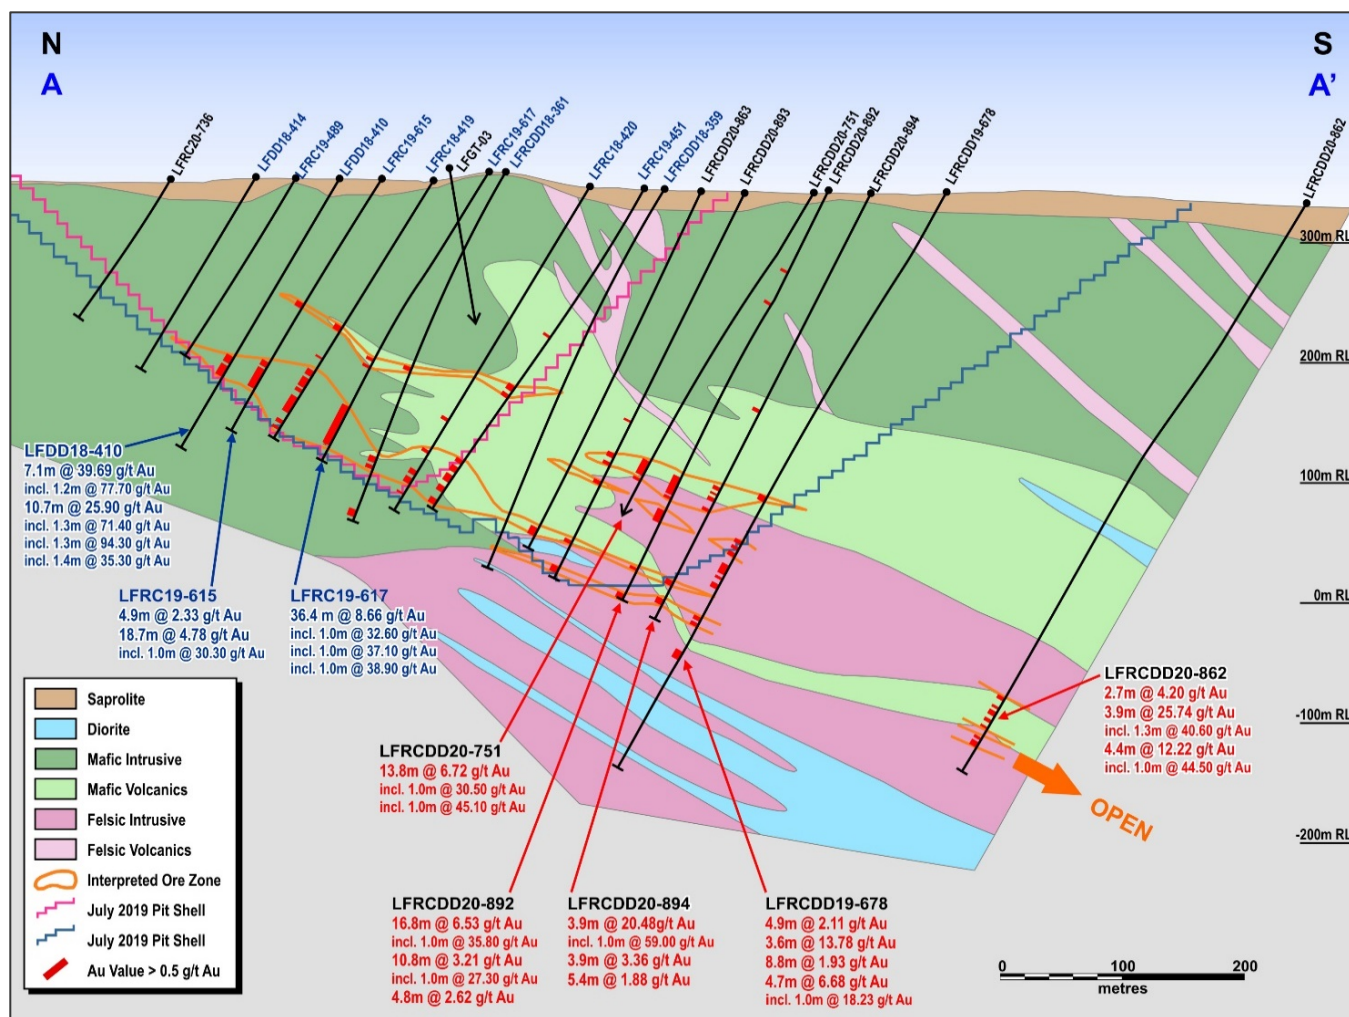 N
A
S
A'
LFRC20-736
LFDD18-414
LFRC19-489
LFDD18-410
LFRC19-615
LFRC18-419
LFGT-03
LFRC19-617
LFRCDD18-361
LFRC18-420
LFRC19-451
LFRCDD18-359
LFRCDD20-863
LFRCDD20-893
LFRCDD20-751
LFRCDD20-892
LFRCDD20-894
LFRCDD19-678
LFRCDD20-862
300m RL
200m RL
100m RL
0m RL
-100m RL
-200m RL
LFDD18-410
7.1m @ 39.69 g/t Au
incl. 1.2m @ 77.70 g/t Au
10.7m @ 25.90 g/t Au
incl. 1.3m @ 71.40 g/t Au
incl. 1.3m @ 94.30 g/t Au
incl. 1.4m @ 35.30 g/t Au
LFRC19-615
4.9m @ 2.33 g/t Au
18.7m @ 4.78 g/t Au
incl. 1.0m @ 30.30 g/t Au
LFRC19-617
36.4 m @ 8.66 g/t Au
incl. 1.0m @ 32.60 g/t Au
incl. 1.0m @ 37.10 g/t Au
incl. 1.0m @ 38.90 g/t Au
LFRCDD20-862
2.7m @ 4.20 g/t Au
3.9m @ 25.74 g/t Au
incl. 1.3m @ 40.60 g/t Au
4.4m @ 12.22 g/t Au
incl. 1.0m @ 44.50 g/t Au
OPEN
LFRCDD20-751
13.8m @ 6.72 g/t Au
incl. 1.0m @ 30.50 g/t Au
incl. 1.0m @ 45.10 g/t Au
LFRCDD20-892
16.8m @ 6.53 g/t Au
incl. 1.0m @ 35.80 g/t Au
10.8m @ 3.21 g/t Au
incl. 1.0m @ 27.30 g/t Au
4.8m @ 2.62 g/t Au
LFRCDD20-894
3.9m @ 20.48g/t Au
incl. 1.0m @ 59.00 g/t Au
3.9m @ 3.36 g/t Au
5.4m @ 1.88 g/t Au
LFRCDD19-678
4.9m @ 2.11 g/t Au
3.6m @ 13.78 g/t Au
8.8m @ 1.93 g/t Au
4.7m @ 6.68 g/t Au
incl. 1.0m @ 18.23 g/t Au
Saprolite
Diorite
Mafic Intrusive
Mafic Volcanics
Felsic Intrusive
Felsic Volcanics
Interpreted Ore Zone
July 2019 Pit Shell
July 2019 Pit Shell
Au Value > 0.5 g/t Au
0 100 200
metres